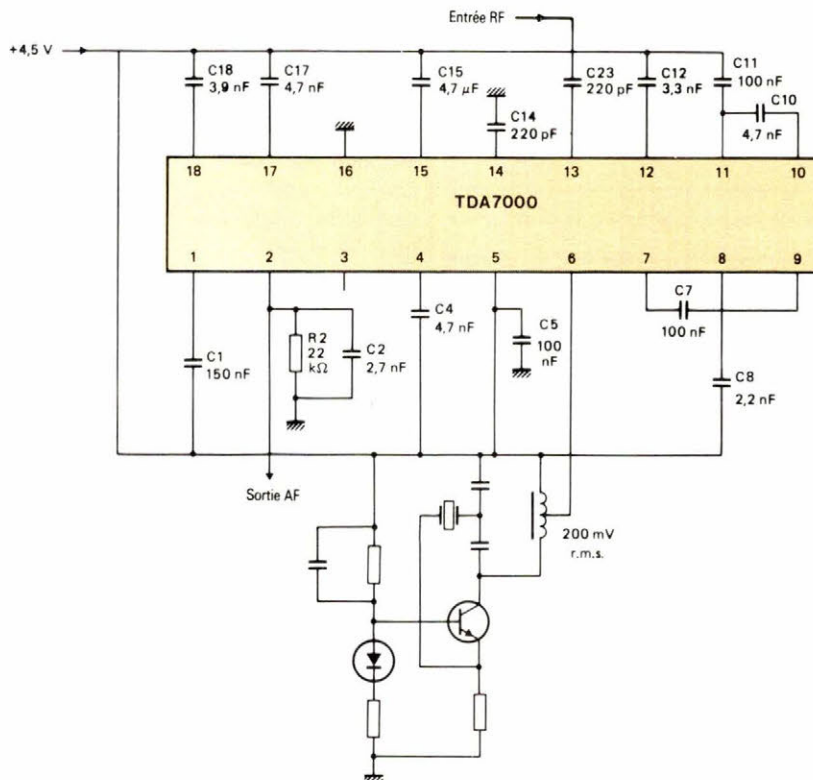 Entrée RF
+4,5 V
C18
3,9 nF
C17
4,7 nF
C15
4,7 µF
C14
220 pF
C23
220 pF
C12
3,3 nF
C11
100 nF
C10
4,7 nF
18 17 16 15 14 13 12 11 10
TDA7000
1 2 3 4 5 6 7 8 9
C1
150 nF
R2
22
kΩ
C2
2,7 nF
C4
4,7 nF
C5
100
nF
C7
100 nF
C8
2,2 nF
Sortie AF
200 mV
r.m.s.